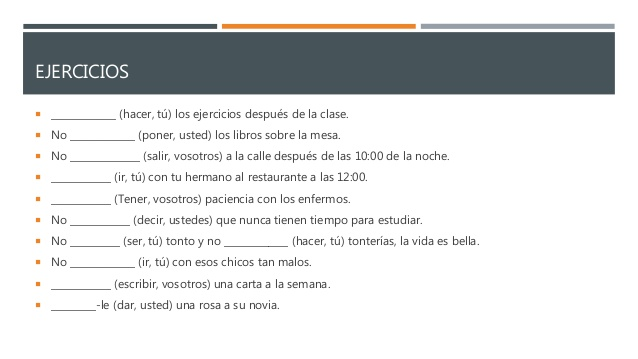 EJERCICIOS
____________ (hacer, tú) los ejercicios después de la clase.
No ____________ (poner, usted) los libros sobre la mesa.
No _____________ (salir, vosotros) a la calle después de las 10:00 de la noche.
___________ (ir, tú) con tu hermano al restaurante a las 12:00.
___________ (Tener, vosotros) paciencia con los enfermos.
No ___________ (decir, ustedes) que nunca tienen tiempo para estudiar.
No _________ (ser, tú) tonto y no ____________ (hacer, tú) tonterías, la vida es bella.
No ____________ (ir, tú) con esos chicos tan malos.
___________ (escribir, vosotros) una carta a la semana.
________-le (dar, usted) una rosa a su novia.